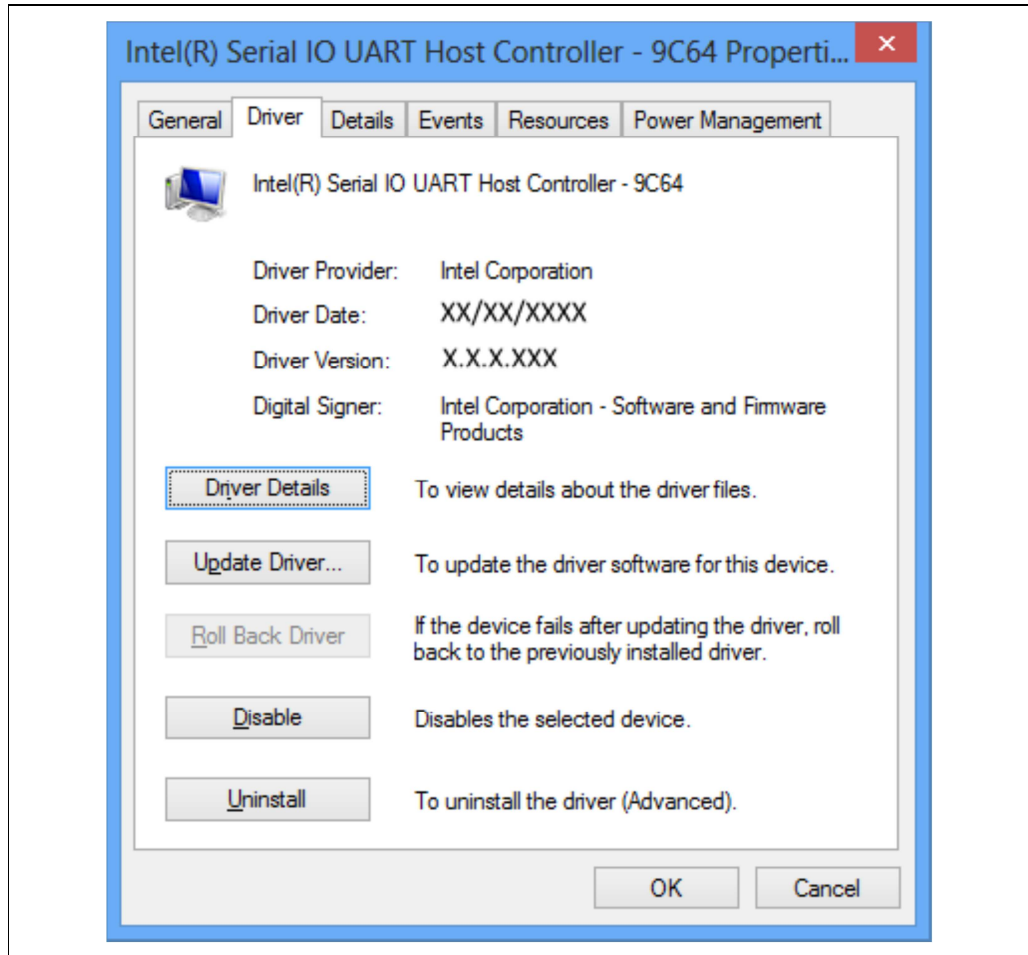 Intel(R) Serial IO UART Host Controller - 9C64 Properti...
General Driver Details Events Resources Power Management
Intel(R) Serial IO UART Host Controller - 9C64
Driver Provider: Intel Corporation
Driver Date: XX/XX/XXXX
Driver Version: X.X.X.XXX
Digital Signer: Intel Corporation - Software and Firmware
Products
Driver Details To view details about the driver files.
Update Driver... To update the driver software for this device.
Roll Back Driver If the device fails after updating the driver, roll
back to the previously installed driver.
Disable Disables the selected device.
Uninstall To uninstall the driver (Advanced).
OK Cancel